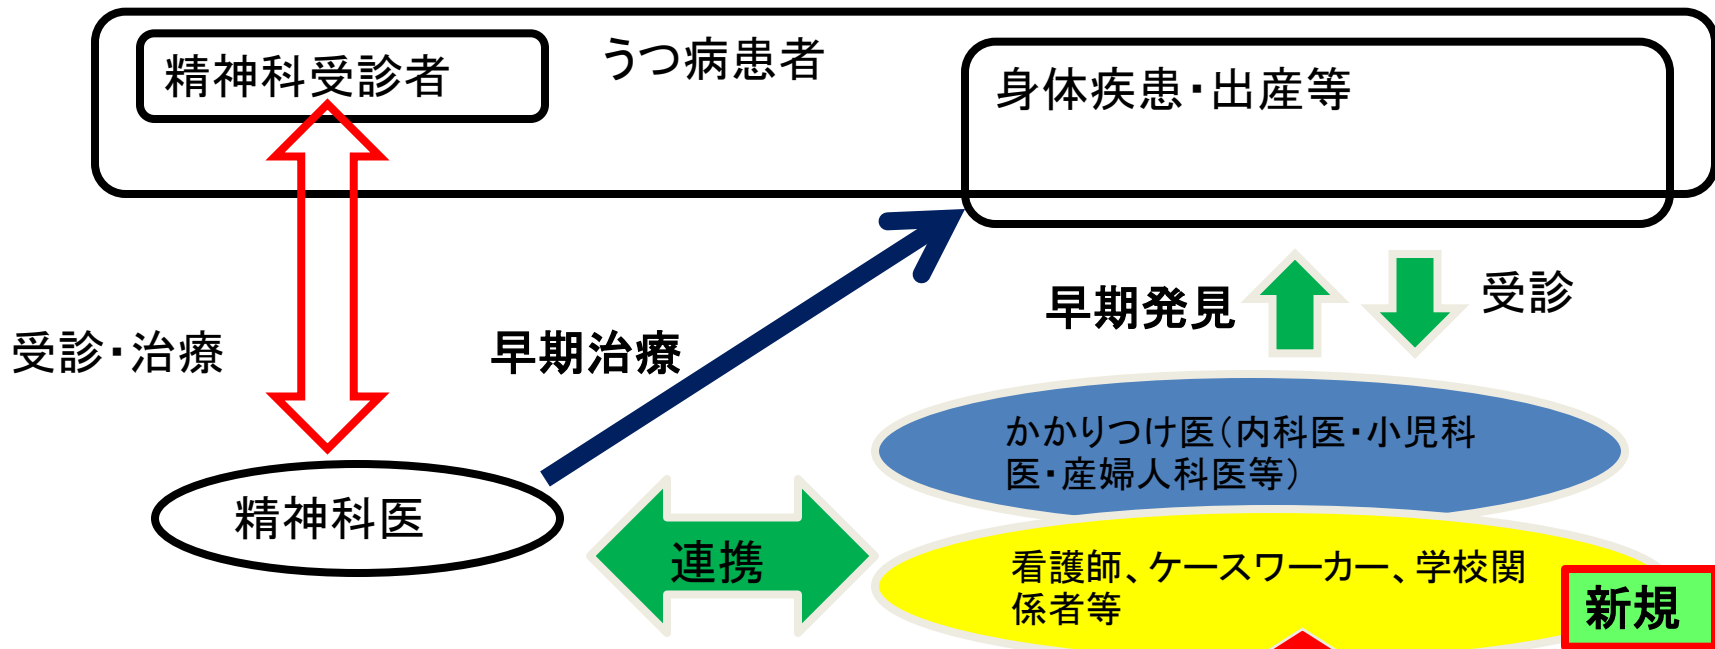 うつ病患者
精神科受診者
身体疾患・出産等
早期発見
受診
受診・治療
早期治療
かかりつけ医（内科医・小児科
医・産婦人科医等）
精神科医
連携
看護師、ケースワーカー、学校関
係者等
新規